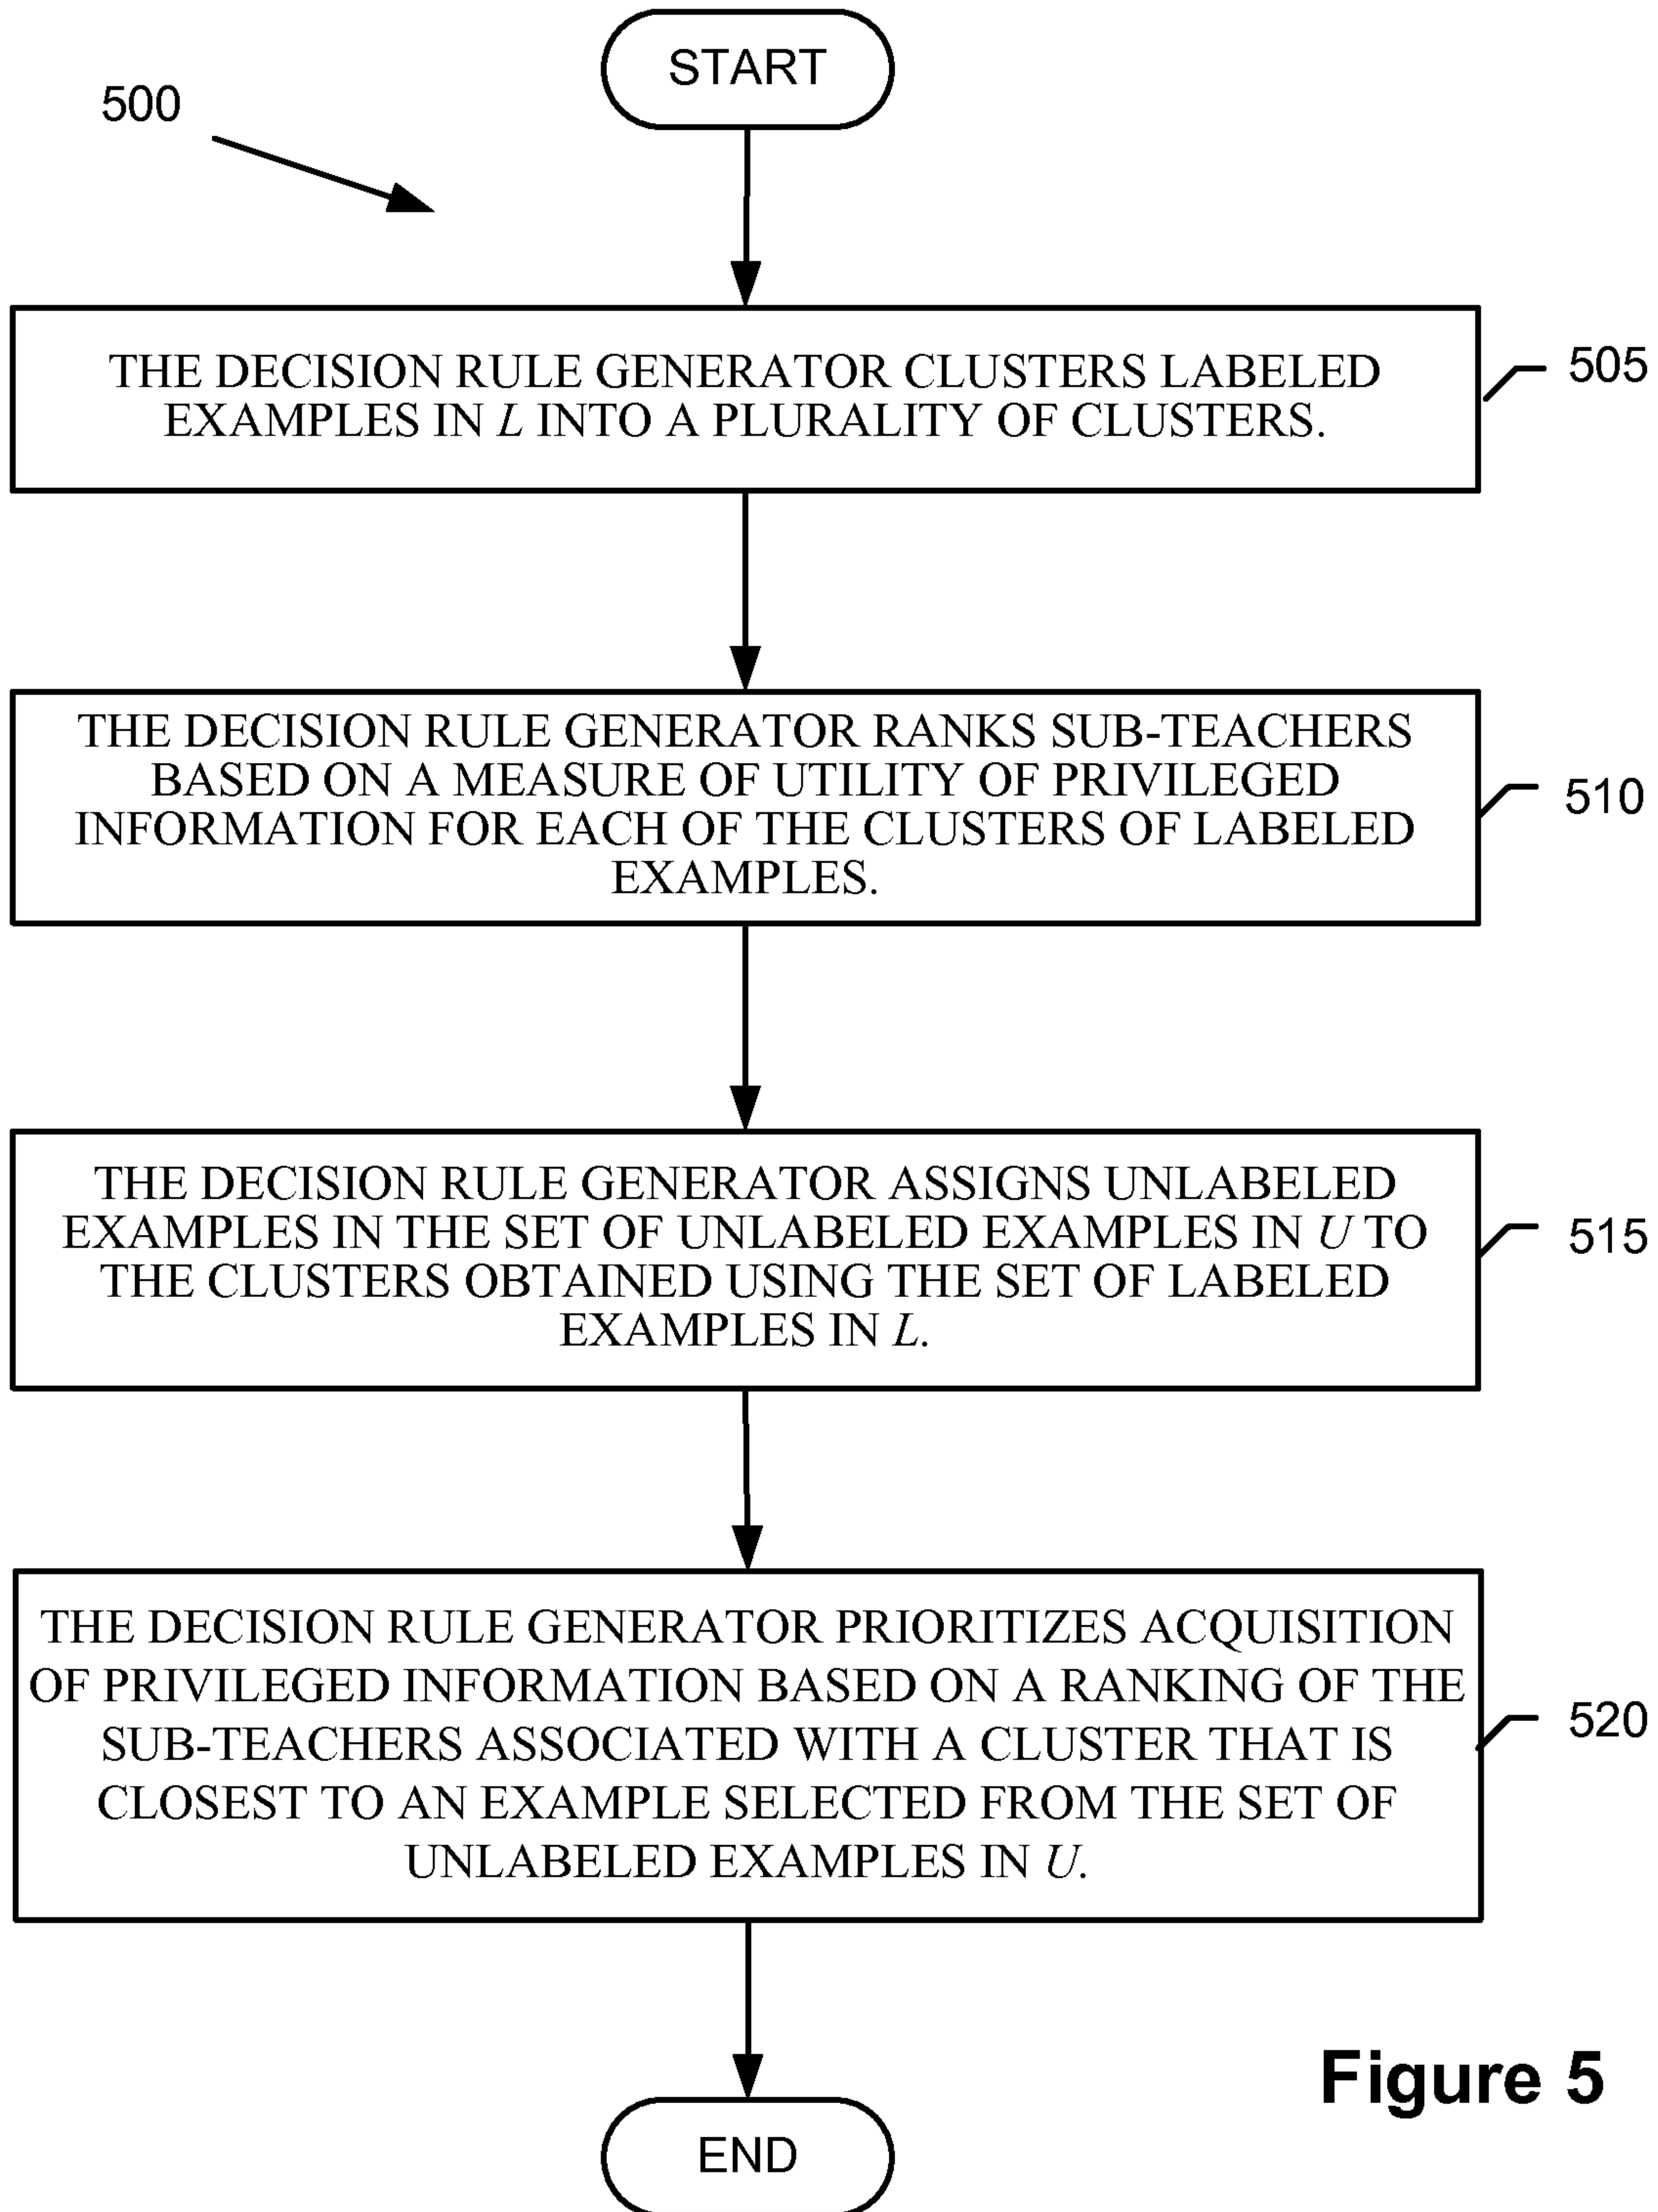 START
500
THE DECISION RULE GENERATOR CLUSTERS LABELED
EXAMPLES IN L INTO A PLURALITY OF CLUSTERS.
505
THE DECISION RULE GENERATOR RANKS SUB-TEACHERS
BASED ON A MEASURE OF UTILITY OF PRIVILEGED
INFORMATION FOR EACH OF THE CLUSTERS OF LABELED
EXAMPLES.
510
THE DECISION RULE GENERATOR ASSIGNS UNLABELED
EXAMPLES IN THE SET OF UNLABELED EXAMPLES IN U TO
THE CLUSTERS OBTAINED USING THE SET OF LABELED
EXAMPLES IN L.
515
THE DECISION RULE GENERATOR PRIORITIZES ACQUISITION
OF PRIVILEGED INFORMATION BASED ON A RANKING OF THE
SUB-TEACHERS ASSOCIATED WITH A CLUSTER THAT IS
CLOSEST TO AN EXAMPLE SELECTED FROM THE SET OF
UNLABELED EXAMPLES IN U.
520
Figure 5
END